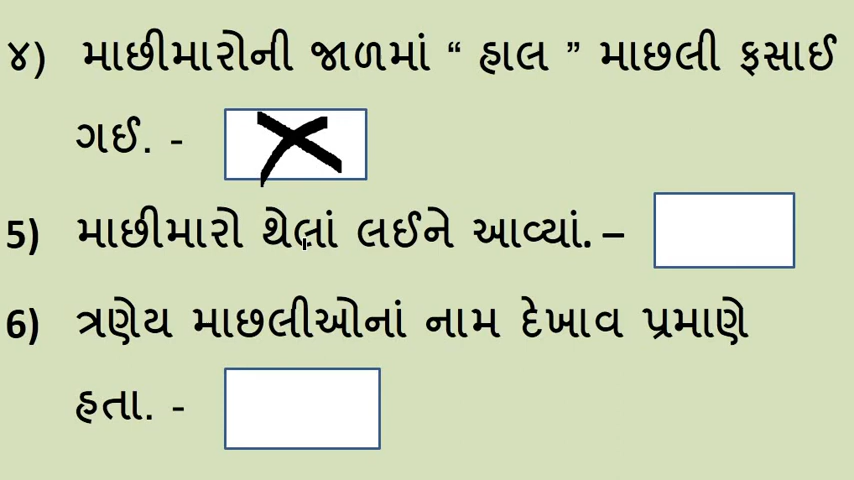 ૪) માછીમારોની જાળમાં “ હાલ ” માછલી ફસાઈ
ગઈ. -
5) માછીમારો થેલાં લઈને આવ્યાં. –
6) ત્રણેય માછલીઓનાં નામ દેખાવ પ્રમાણે
હતા. -